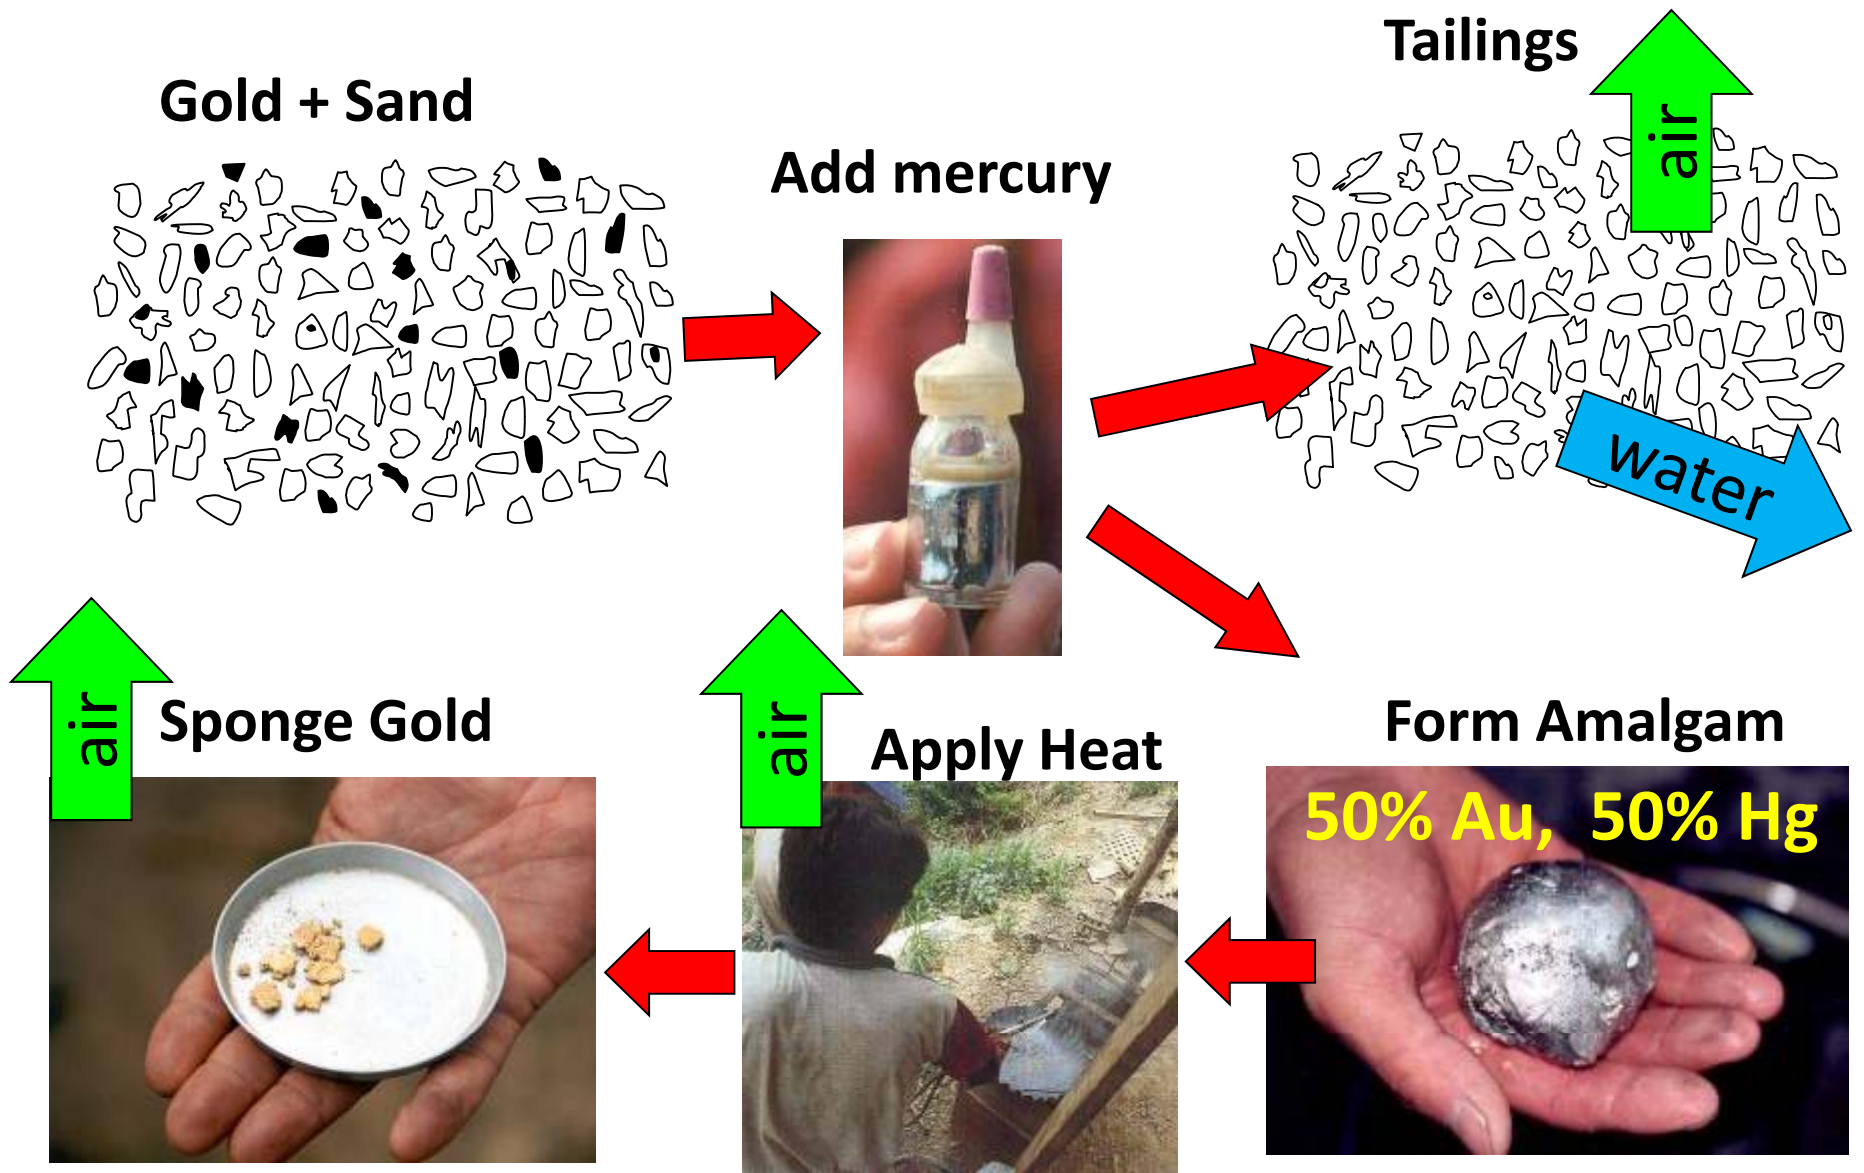 Tailings
air
Gold + Sand
Add mercury
water
air
Sponge Gold
air
Apply Heat
Form Amalgam
50% Au, 50% Hg